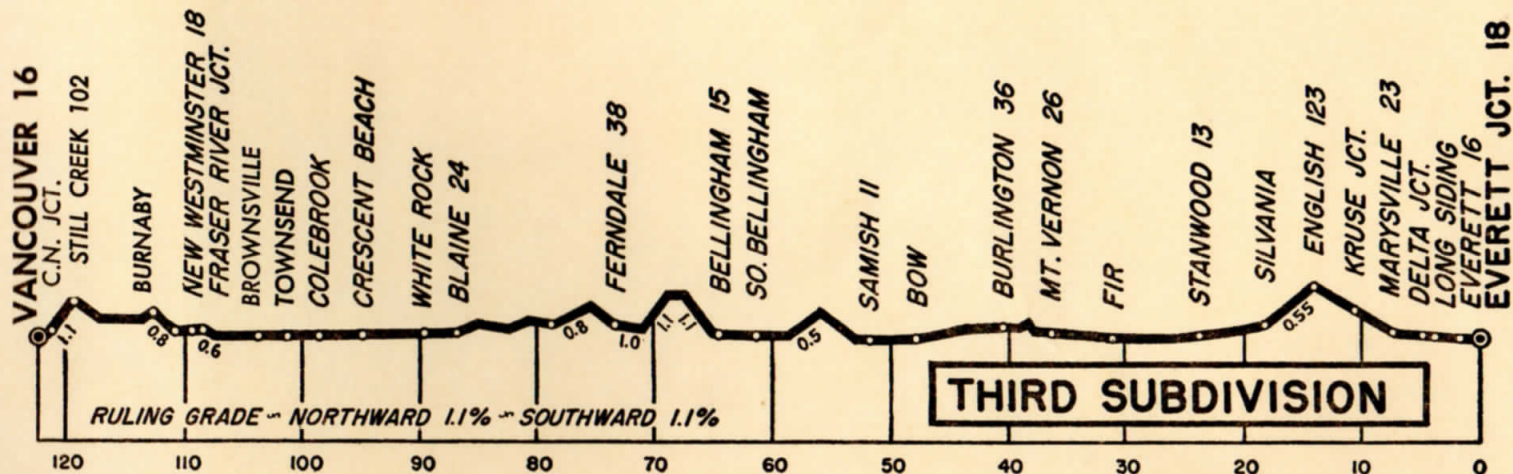 VANCOUVER 16
C.N. JCT.
STILL CREEK 102
BURNABY
NEW WESTMINSTER 18
FRASER RIVER JCT.
BROWNSVILLE
TOWNSEND
COLEBROOK
CRESCENT BEACH
WHITE ROCK
BLAINE 24
FERNDALE 38
BELLINGHAM 15
SO. BELLINGHAM
SAMISH 11
BOW
BURLINGTON 36
MT. VERNON 26
FIR
STANWOOD 13
SILVANIA
ENGLISH 123
KRUSE JCT.
MARYSVILLE 23
DELTA JCT.
LONG SIDING
EVERETT 16
EVERETT JCT. 18
1.1
0.8
0.6
0.8
1.0
1.1
1.1
0.5
0.55
THIRD SUBDIVISION
RULING GRADE ~ NORTHWARD 1.1% ~ SOUTHWARD 1.1%
120 110 100 90 80 70 60 50 40 30 20 10 0